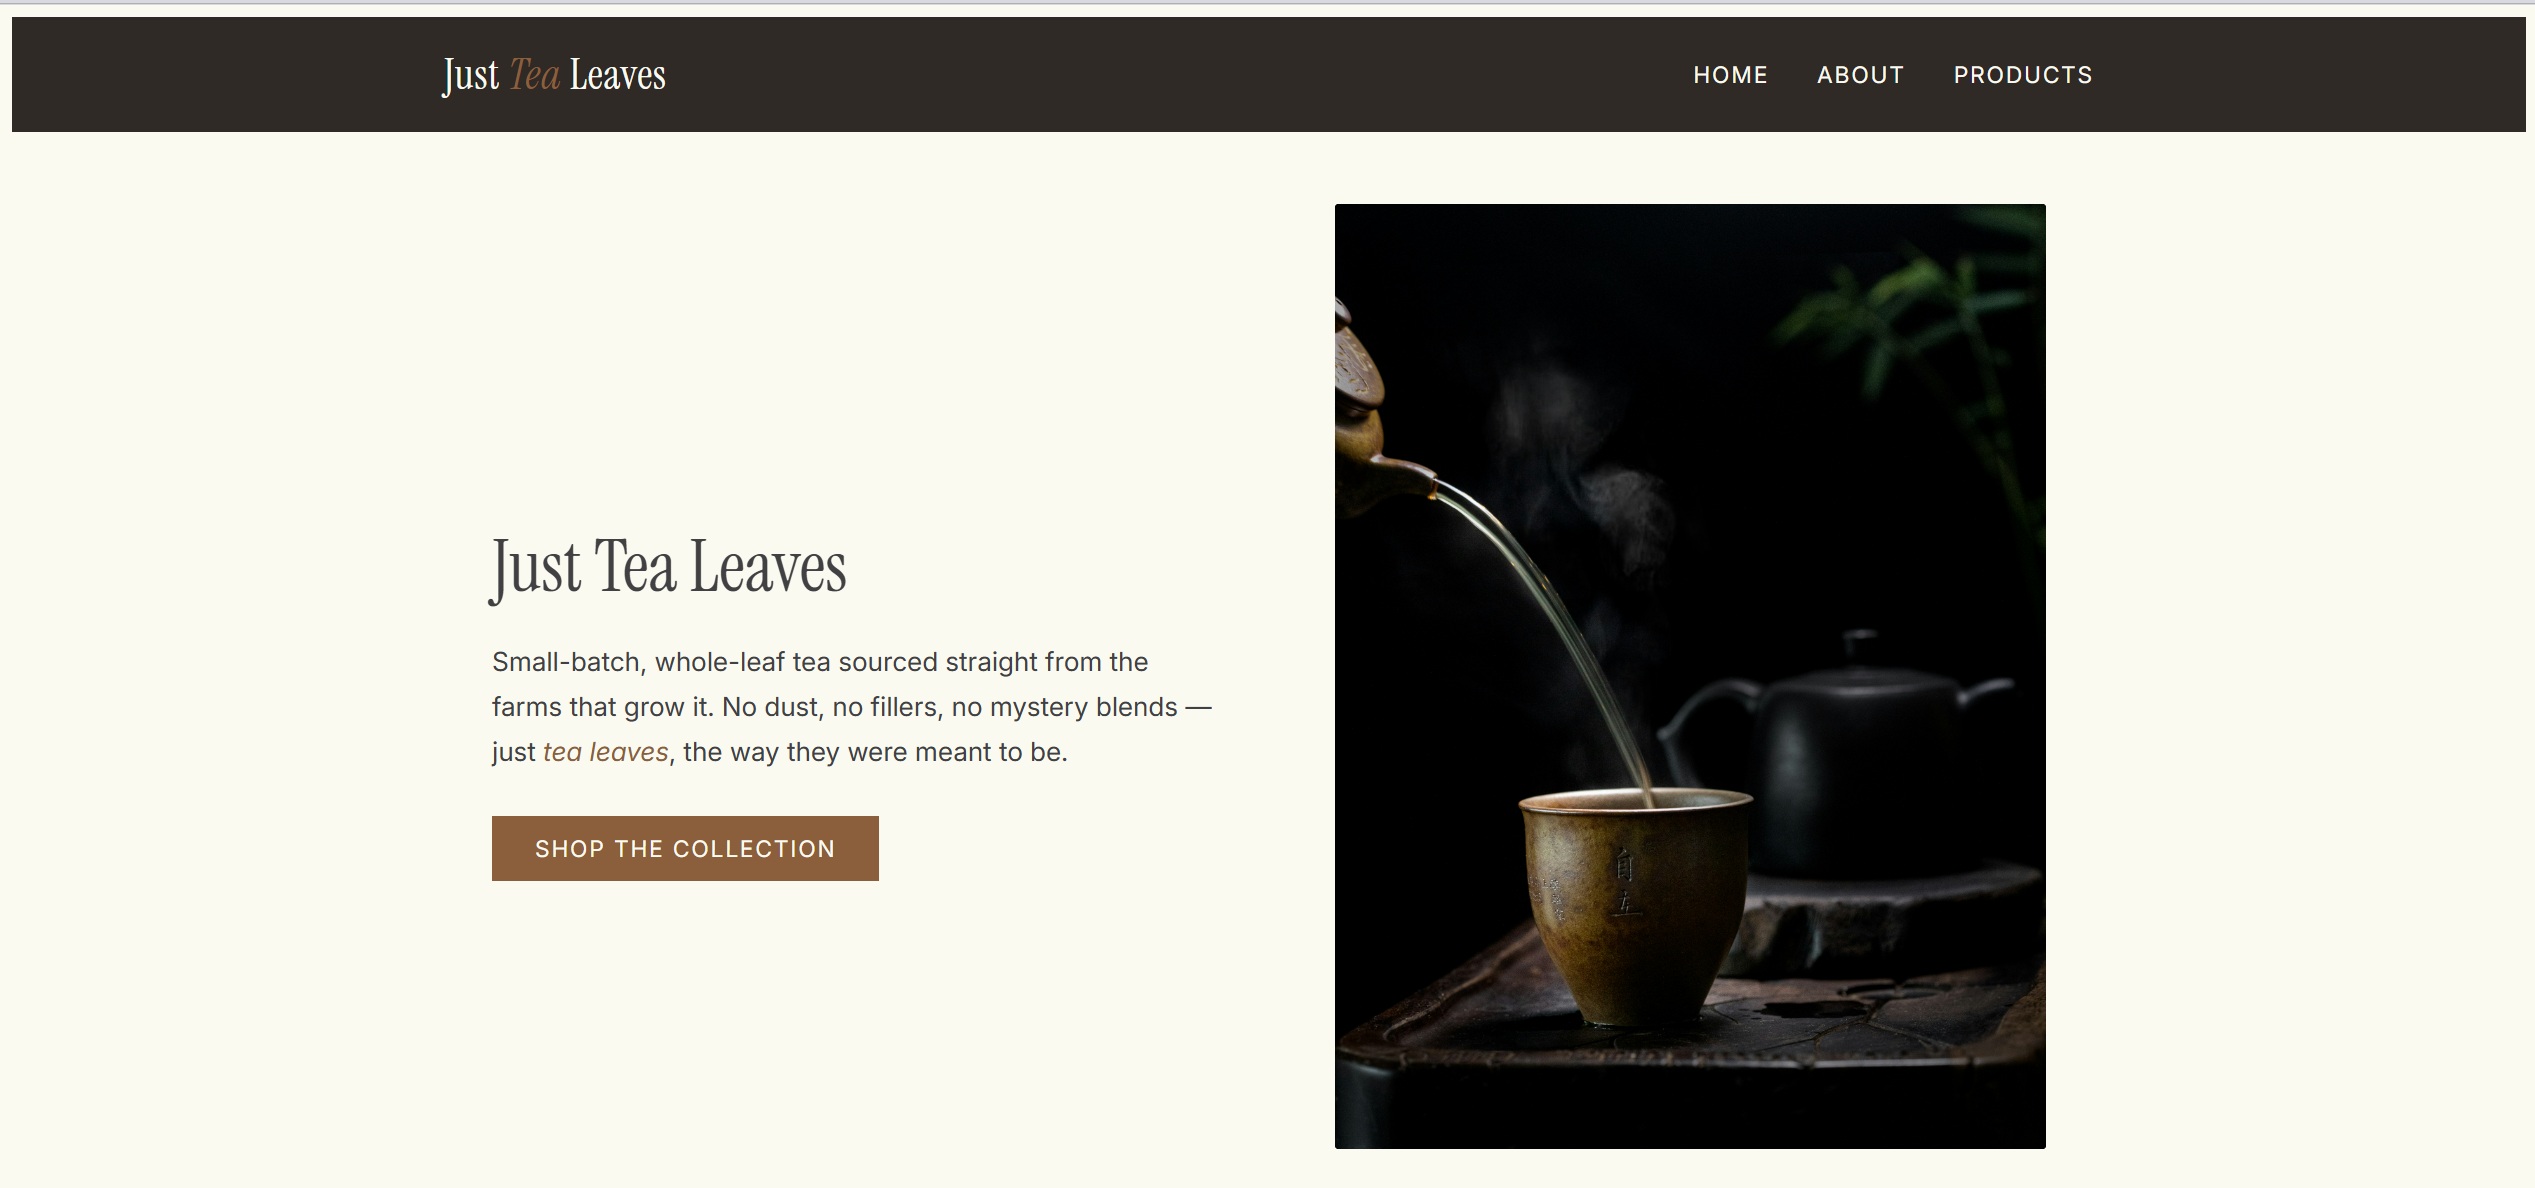 Just Tea Leaves
HOME ABOUT PRODUCTS
Just Tea Leaves
Small-batch, whole-leaf tea sourced straight from the
farms that grow it. No dust, no fillers, no mystery blends —
just tea leaves, the way they were meant to be.
SHOP THE COLLECTION
自
立